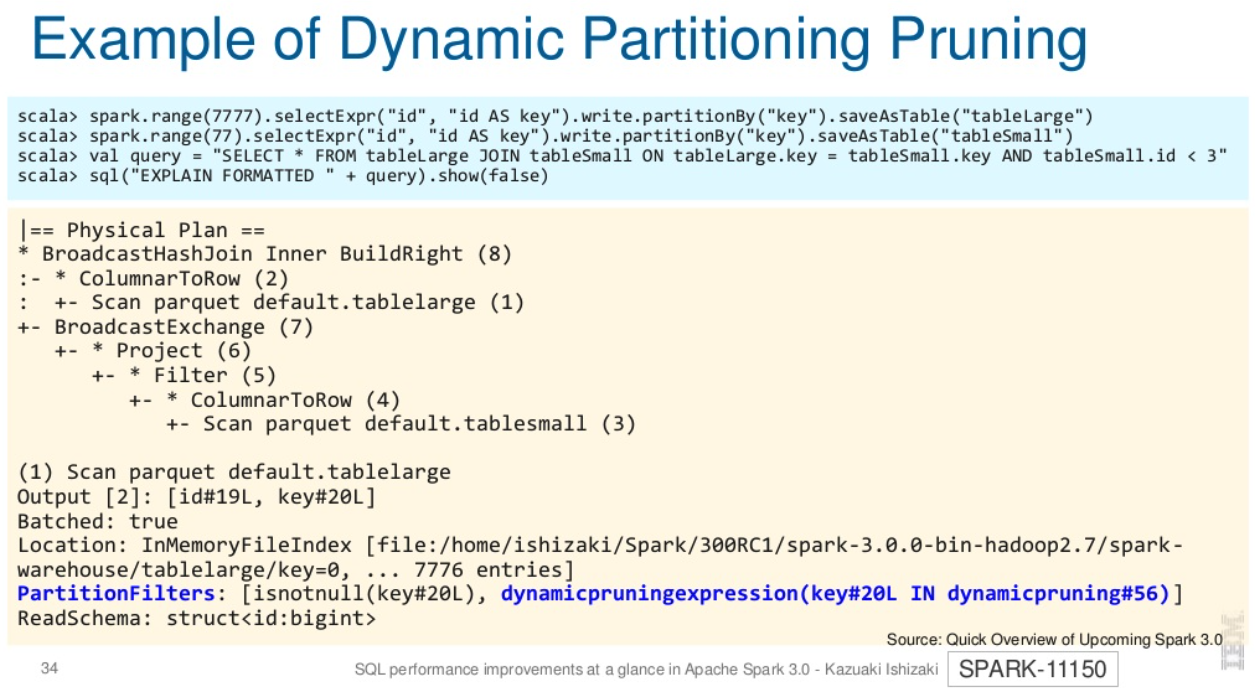 Example of Dynamic Partitioning Pruning
scala> spark.range(7777).selectExpr("id", "id AS key").write.partitionBy("key").saveAsTable("tableLarge")
scala> spark.range(77).selectExpr("id", "id AS key").write.partitionBy("key").saveAsTable("tableSmall")
scala> val query = "SELECT * FROM tableLarge JOIN tableSmall ON tableLarge.key = tableSmall.key AND tableSmall.id < 3"
scala> sql("EXPLAIN FORMATTED " + query).show(false)
|== Physical Plan ==
* BroadcastHashJoin Inner BuildRight (8)
:- * ColumnarToRow (2)
:  +- Scan parquet default.tablelarge (1)
+- BroadcastExchange (7)
   +- * Project (6)
      +- * Filter (5)
         +- * ColumnarToRow (4)
            +- Scan parquet default.tablesmall (3)
(1) Scan parquet default.tablelarge
Output [2]: [id#19L, key#20L]
Batched: true
Location: InMemoryFileIndex [file:/home/ishizaki/Spark/300RC1/spark-3.0.0-bin-hadoop2.7/spark-
warehouse/tablelarge/key=0, ... 7776 entries]
PartitionFilters: [isnotnull(key#20L), dynamicpruningexpression(key#20L IN dynamicpruning#56)]
ReadSchema: struct<id:bigint>
Source: Quick Overview of Upcoming Spark 3.0
34 SQL performance improvements at a glance in Apache Spark 3.0 - Kazuaki Ishizaki SPARK-11150
IBM